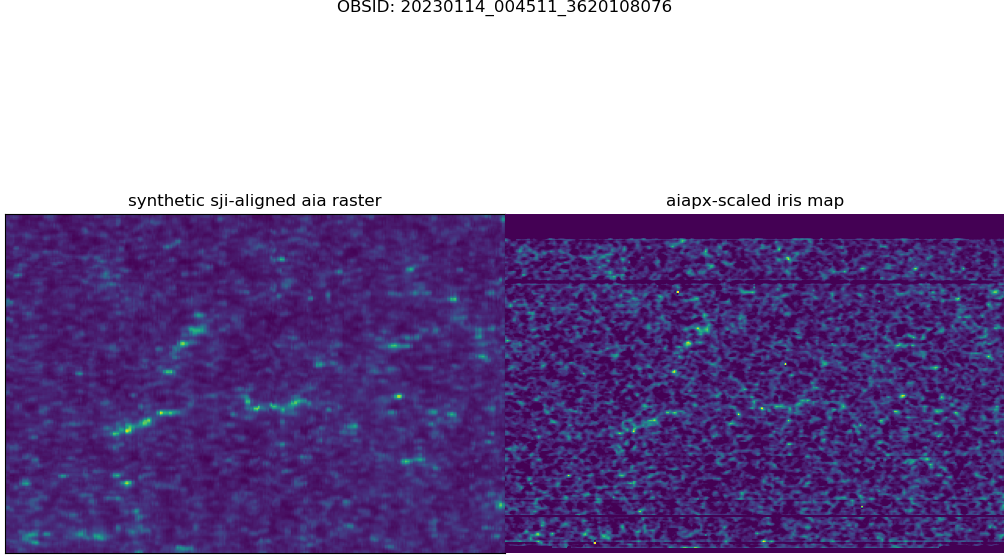 OBSID: 20230114_004511_3620108076
synthetic sji-aligned aia raster
aiapx-scaled iris map